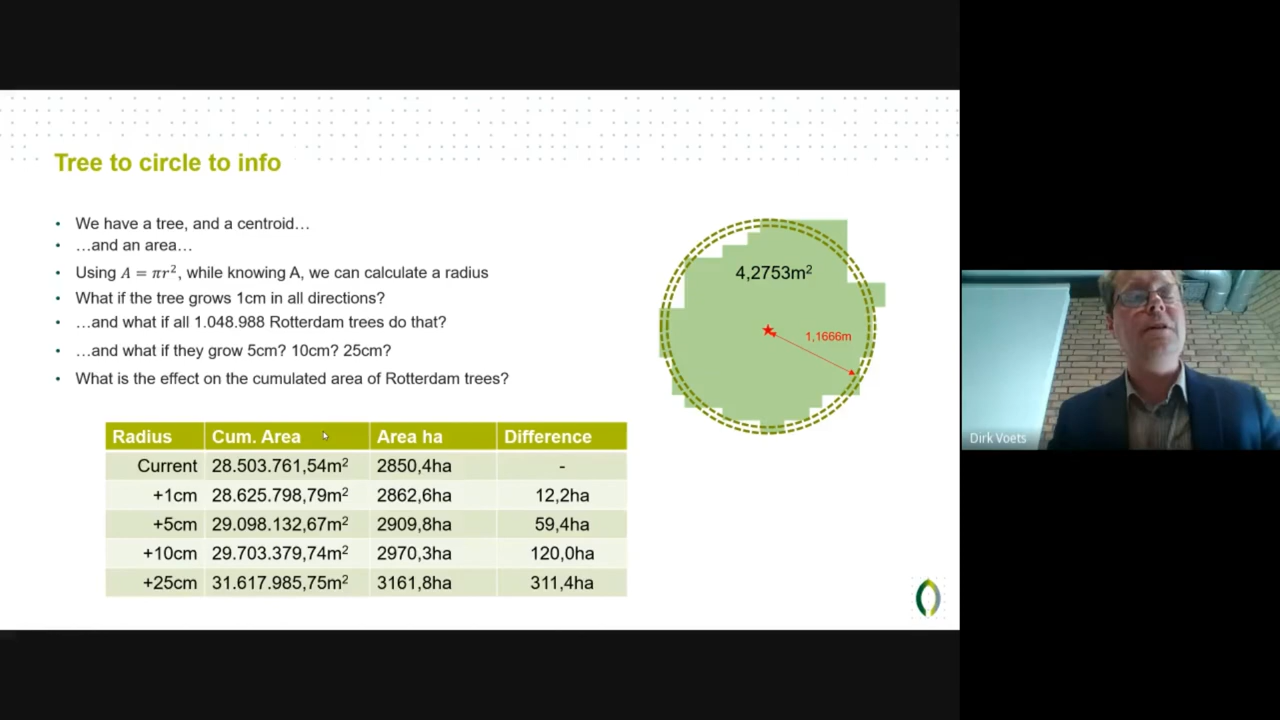 Tree to circle to info
• We have a tree, and a centroid…
• …and an area…
• Using A = πr², while knowing A, we can calculate a radius
• What if the tree grows 1cm in all directions?
• …and what if all 1.048.988 Rotterdam trees do that?
• …and what if they grow 5cm? 10cm? 25cm?
• What is the effect on the cumulated area of Rotterdam trees?
4,2753m²
1,1666m
Radius Cum. Area Area ha Difference
Current 28.503.761,54m² 2850,4ha -
+1cm 28.625.798,79m² 2862,6ha 12,2ha
+5cm 29.098.132,67m² 2909,8ha 59,4ha
+10cm 29.703.379,74m² 2970,3ha 120,0ha
+25cm 31.617.985,75m² 3161,8ha 311,4ha
Dirk Voets